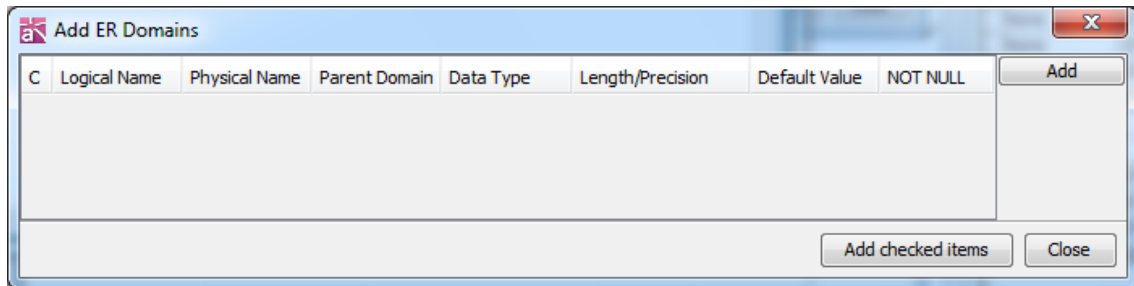 Add ER Domains
C Logical Name Physical Name Parent Domain Data Type Length/Precision Default Value NOT NULL Add
Add checked items Close